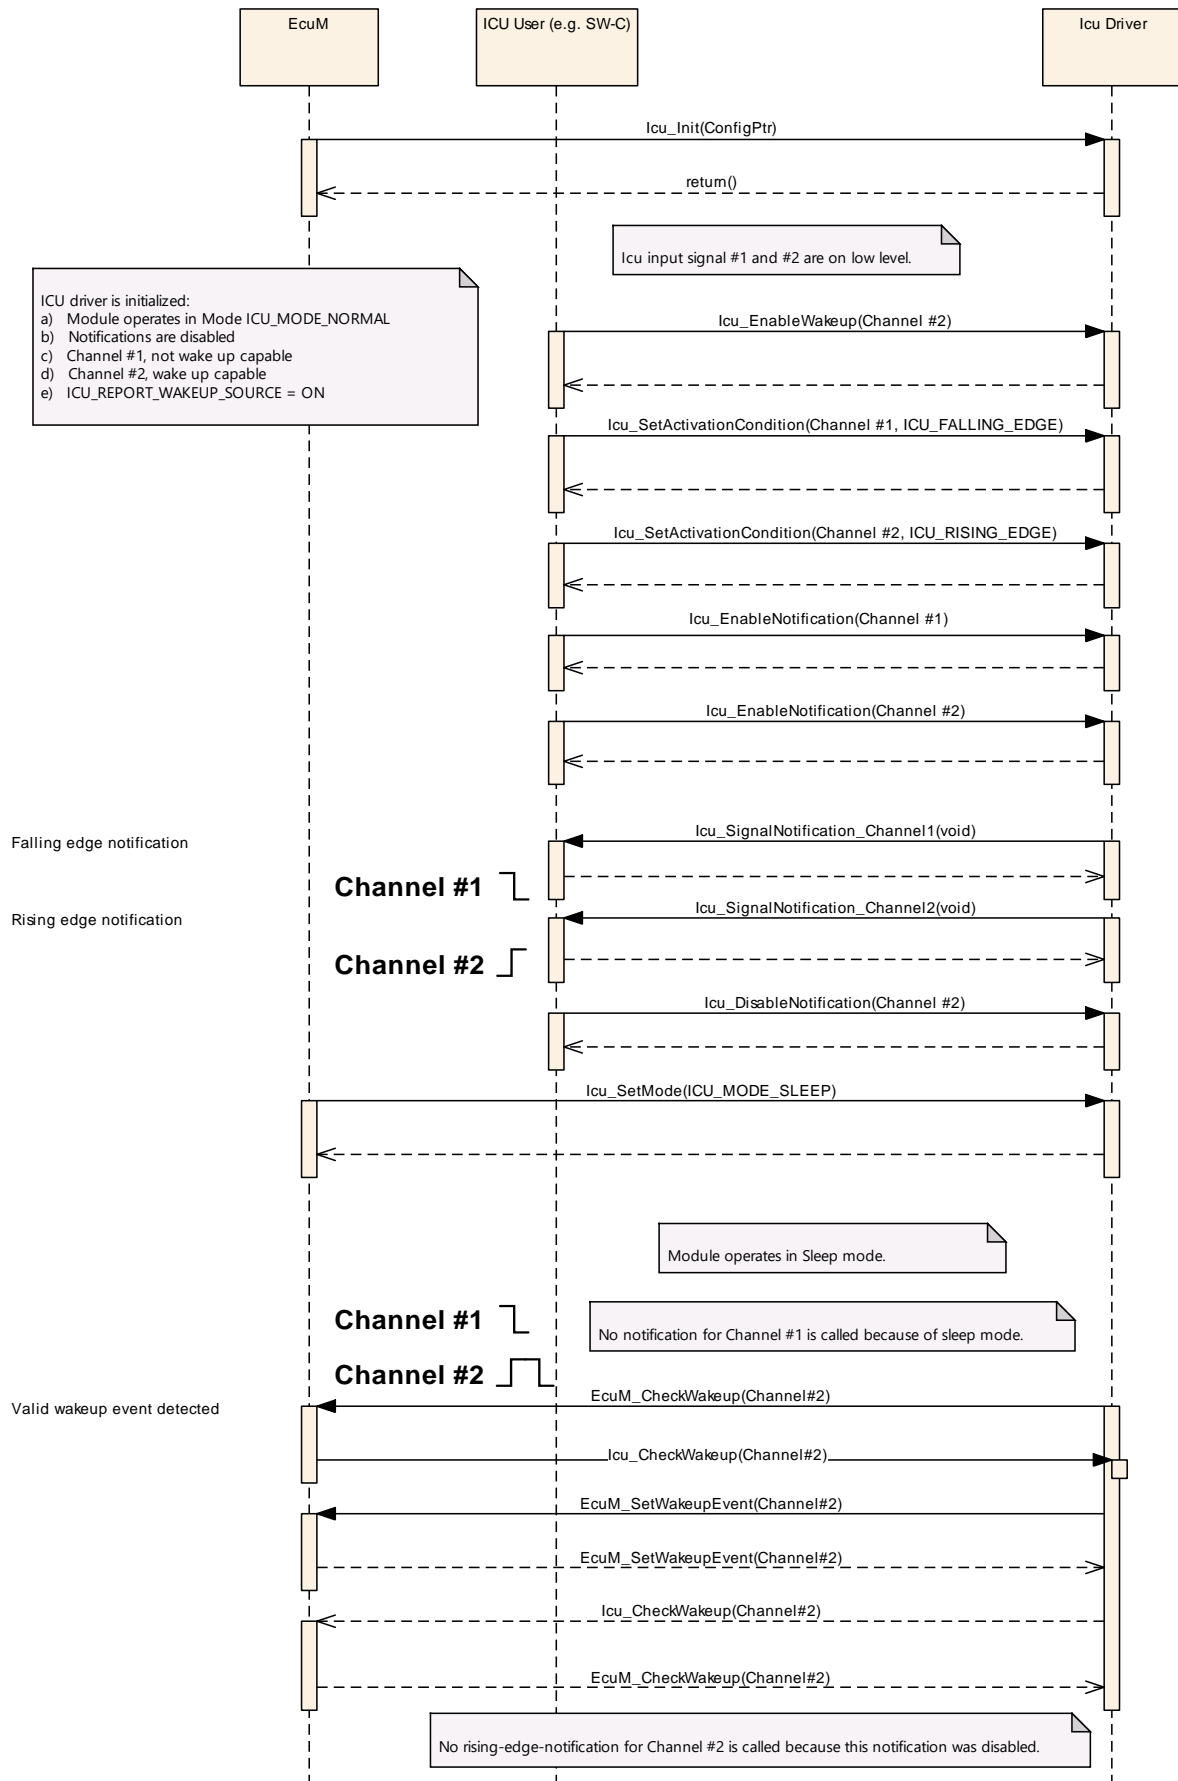 EcuM
ICU User (e.g. SW-C)
Icu Driver
Icu_Init(ConfigPtr)
return()
Icu input signal #1 and #2 are on low level.
ICU driver is initialized:
a) Module operates in Mode ICU_MODE_NORMAL
b) Notifications are disabled
c) Channel #1, not wake up capable
d) Channel #2, wake up capable
e) ICU_REPORT_WAKEUP_SOURCE = ON
Icu_EnableWakeup(Channel #2)
Icu_SetActivationCondition(Channel #1, ICU_FALLING_EDGE)
Icu_SetActivationCondition(Channel #2, ICU_RISING_EDGE)
Icu_EnableNotification(Channel #1)
Icu_EnableNotification(Channel #2)
Icu_SignalNotification_Channel1(void)
Falling edge notification
Channel #1
Icu_SignalNotification_Channel2(void)
Rising edge notification
Channel #2
Icu_DisableNotification(Channel #2)
Icu_SetMode(ICU_MODE_SLEEP)
Module operates in Sleep mode.
Channel #1
No notification for Channel #1 is called because of sleep mode.
Channel #2
EcuM_CheckWakeup(Channel#2)
Valid wakeup event detected
Icu_CheckWakeup(Channel#2)
EcuM_SetWakeupEvent(Channel#2)
EcuM_SetWakeupEvent(Channel#2)
Icu_CheckWakeup(Channel#2)
EcuM_CheckWakeup(Channel#2)
No rising-edge-notification for Channel #2 is called because this notification was disabled.